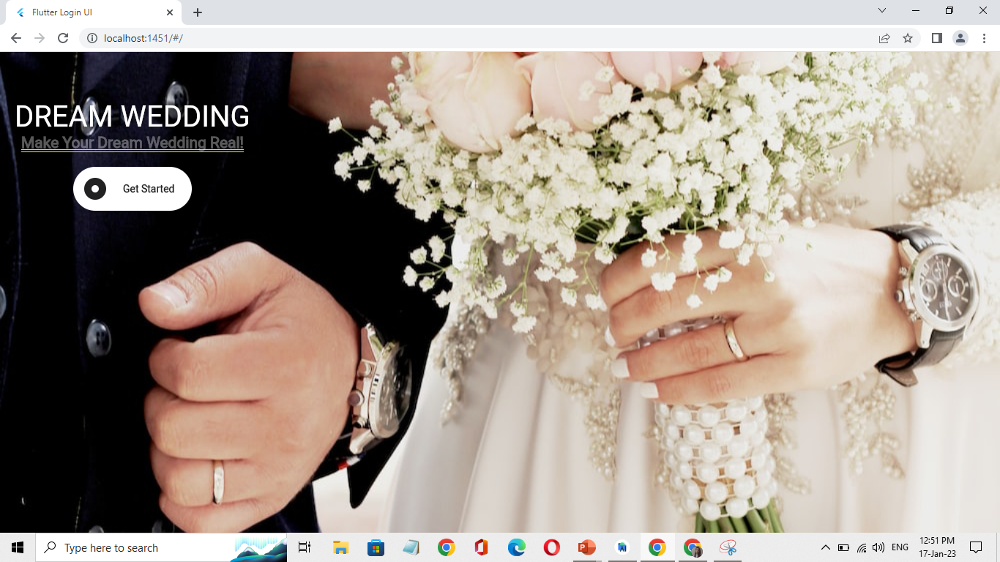 Flutter Login UI
localhost:1451/#/
DREAM WEDDING
Make Your Dream Wedding Real!
Get Started
Type here to search
ENG
12:51 PM
17-Jan-23